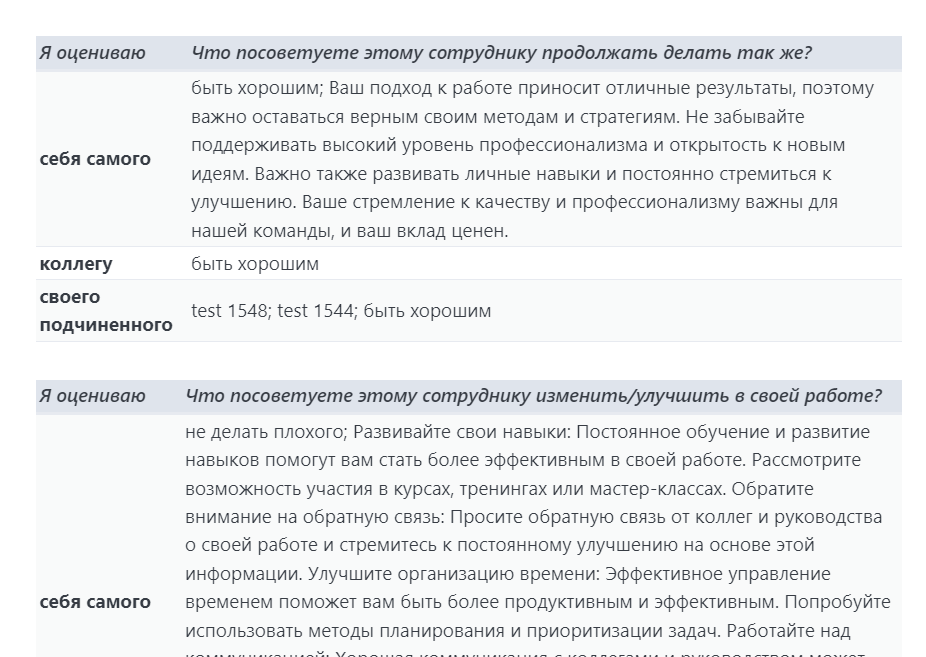 Я оцениваю Что посоветуете этому сотруднику продолжать делать так же?
быть хорошим; Ваш подход к работе приносит отличные результаты, поэтому
важно оставаться верным своим методам и стратегиям. Не забывайте
поддерживать высокий уровень профессионализма и открытость к новым
себя самого
идеям. Важно также развивать личные навыки и постоянно стремиться к
улучшению. Ваше стремление к качеству и профессионализму важны для
нашей команды, и ваш вклад ценен.
коллегу быть хорошим
своего
подчиненного
test 1548; test 1544; быть хорошим
Я оцениваю Что посоветуете этому сотруднику изменить/улучшить в своей работе?
не делать плохого; Развивайте свои навыки: Постоянное обучение и развитие
навыков помогут вам стать более эффективным в своей работе. Рассмотрите
возможность участия в курсах, тренингах или мастер-классах. Обратите
внимание на обратную связь: Просите обратную связь от коллег и руководства
о своей работе и стремитесь к постоянному улучшению на основе этой
информации. Улучшите организацию времени: Эффективное управление
себя самого
временем поможет вам быть более продуктивным и эффективным. Попробуйте
использовать методы планирования и приоритизации задач. Работайте над
коммуникацией: Хорошая коммуникация с коллегами и руководством может